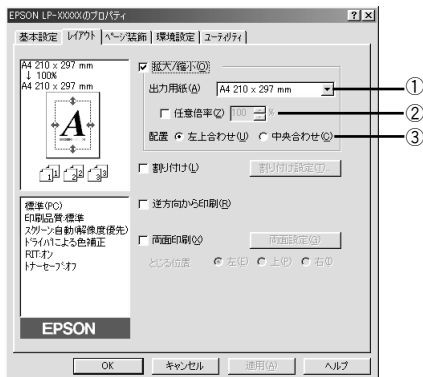 EPSON LP-XXXXXのプロパティ
基本設定 レイアウト ページ装飾 環境設定 ユーティリティ
A4 210 x 297 mm
↓ 100%
A4 210 x 297 mm
A
1 1 2 2 3 3
標準(PC)
印刷品質:標準
スクリーン:自動(解像度優先)
ドライバによる色補正
RIT:オン
トナーセーブ:オフ
EPSON
拡大/縮小(O)
出力用紙(A) A4 210 x 297 mm ①
任意倍率(Z) 100 % ②
配置 左上合わせ(U) 中央合わせ(C) ③
割り付け(L) 割り付け設定(T)...
逆方向から印刷(R)
両面印刷(X) 両面設定(G)
とじる位置 左(E) 上(P) 右(I)
OK キャンセル 適用(A) ヘルプ